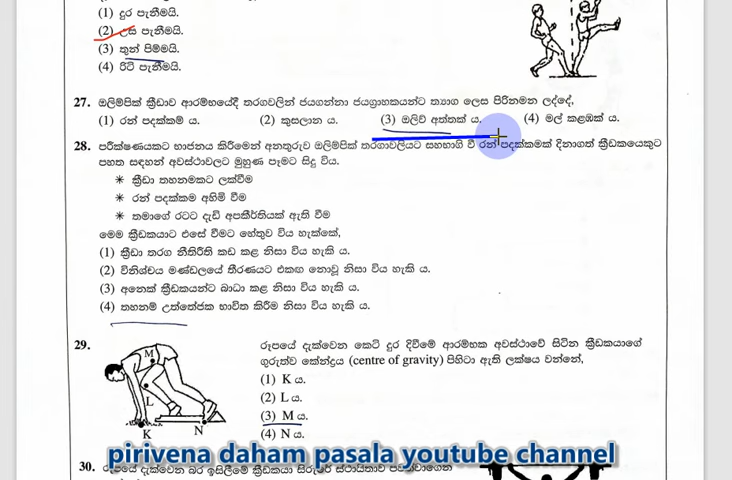 (1) දුර පැනීමයි.
(2) උස පැනීමයි.
(3) තුන් පිම්මයි.
(4) රිටි පැනීමයි.
27. ඔලිම්පික් ක්‍රීඩාව ආරම්භයේදී තරගවලින් ජයගන්නා ජයග්‍රාහකයන්ට ත්‍යාග ලෙස පිරිනමන ලද්දේ,
(1) රන් පදක්කම් ය. (2) කුසලාන ය. (3) ඔලිව් අත්තක් ය. (4) මල් කළඹක් ය.
28. පරීක්ෂණයකට භාජනය කිරීමෙන් අනතුරුව ඔලිම්පික් තරගාවලියට සහභාගි වී රන් පදක්කමක් දිනාගත් ක්‍රීඩකයෙකුට
පහත සඳහන් අවස්ථාවලට මුහුණ පෑමට සිදු විය.
* ක්‍රීඩා තහනමකට ලක්වීම
* රන් පදක්කම අහිමි වීම
* තමාගේ රටට දැඩි අපකීර්තියක් ඇති වීම
මෙම ක්‍රීඩකයාට එසේ වීමට හේතුව විය හැක්කේ,
(1) ක්‍රීඩා තරග නීතිරීති කඩ කළ නිසා විය හැකි ය.
(2) විනිශ්චය මණ්ඩලයේ තීරණයට එකඟ නොවූ නිසා විය හැකි ය.
(3) අනෙක් ක්‍රීඩකයන්ට බාධා කළ නිසා විය හැකි ය.
(4) තහනම් උත්තේජක භාවිත කිරීම නිසා විය හැකි ය.
29. රූපයේ දැක්වෙන කෙටි දුර දිවීමේ ආරම්භක අවස්ථාවේ සිටින ක්‍රීඩකයාගේ
ගුරුත්ව කේන්ද්‍රය (centre of gravity) පිහිටා ඇති ලක්ෂය වන්නේ,
(1) K ය.
(2) L ය.
(3) M ය.
(4) N ය.
M
L
K
N
pirivena daham pasala youtube channel
30. රූපයේ දැක්වෙන බර ඉසිලීමේ ක්‍රීඩකයා සිරුරේ ස්ථායිතාව